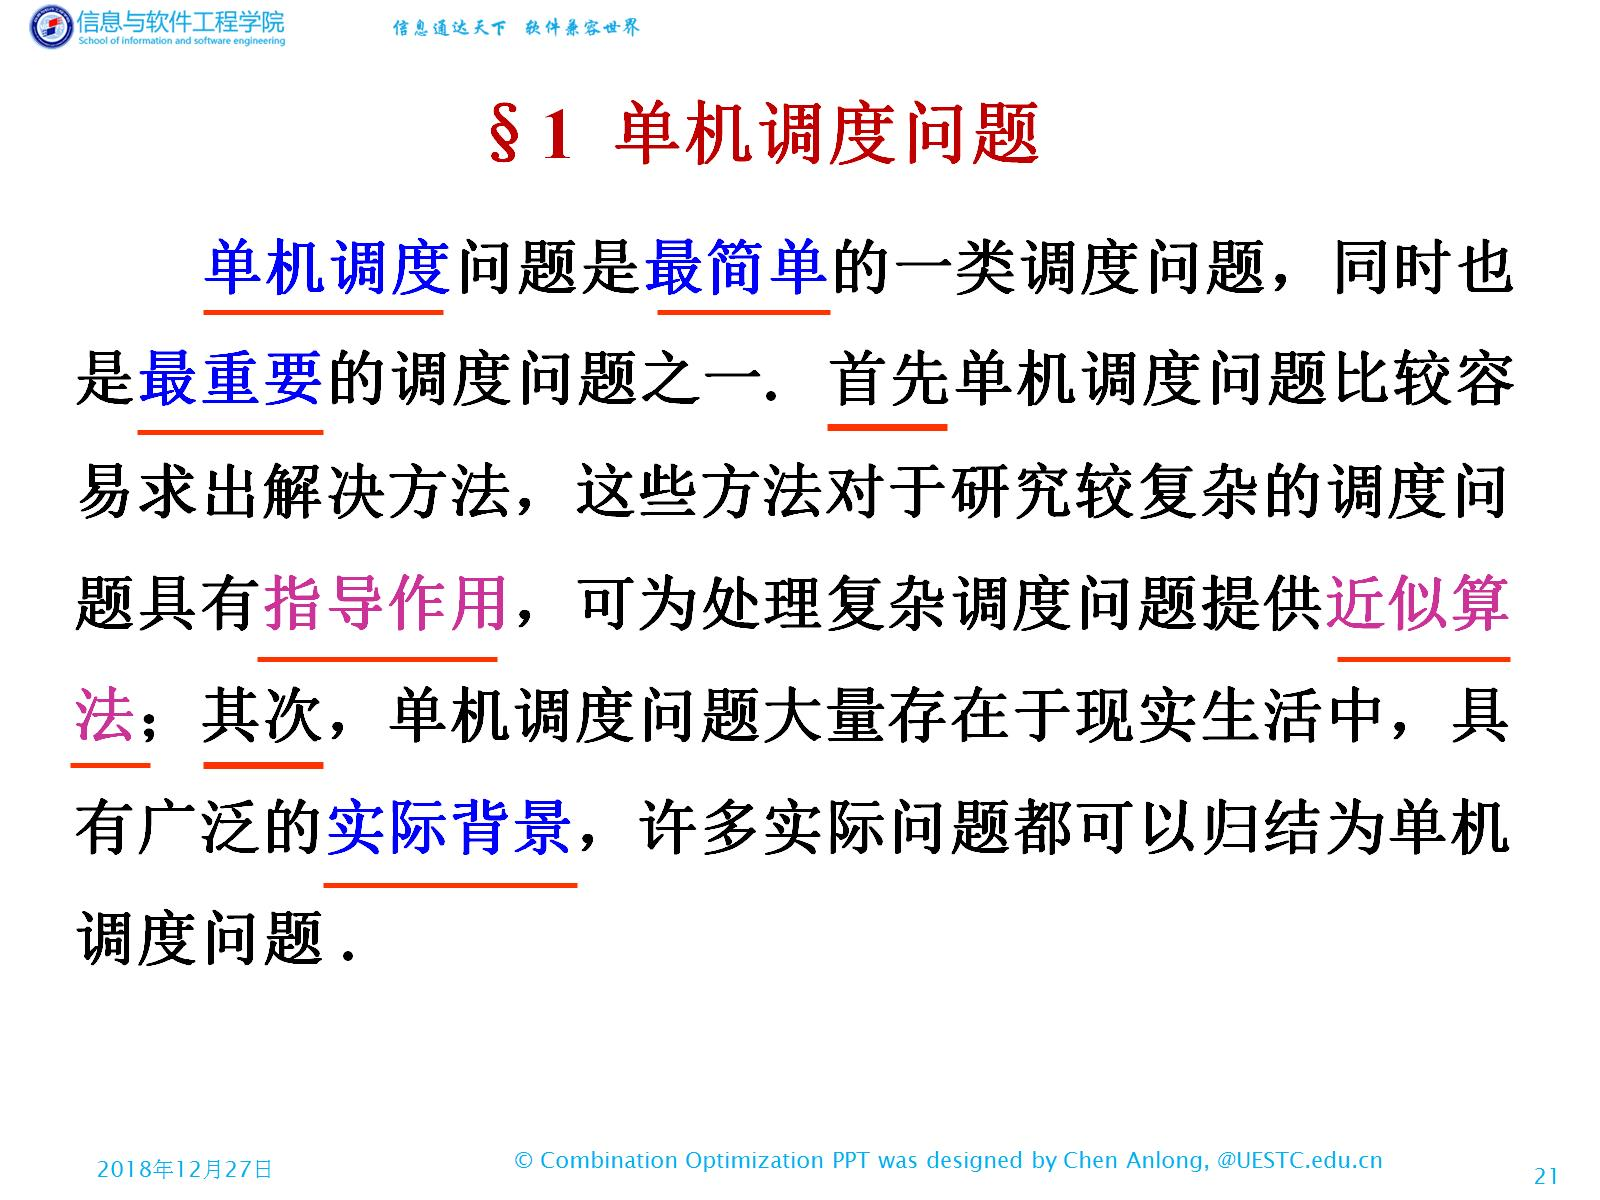 信息与软件工程学院
School of information and software engineering
信息通达天下 软件兼容世界
§1 单机调度问题
单机调度问题是最简单的一类调度问题，同时也
是最重要的调度问题之一. 首先单机调度问题比较容
易求出解决方法，这些方法对于研究较复杂的调度问
题具有指导作用，可为处理复杂调度问题提供近似算
法；其次，单机调度问题大量存在于现实生活中，具
有广泛的实际背景，许多实际问题都可以归结为单机
调度问题 .
2018年12月27日
© Combination Optimization PPT was designed by Chen Anlong, @UESTC.edu.cn
21